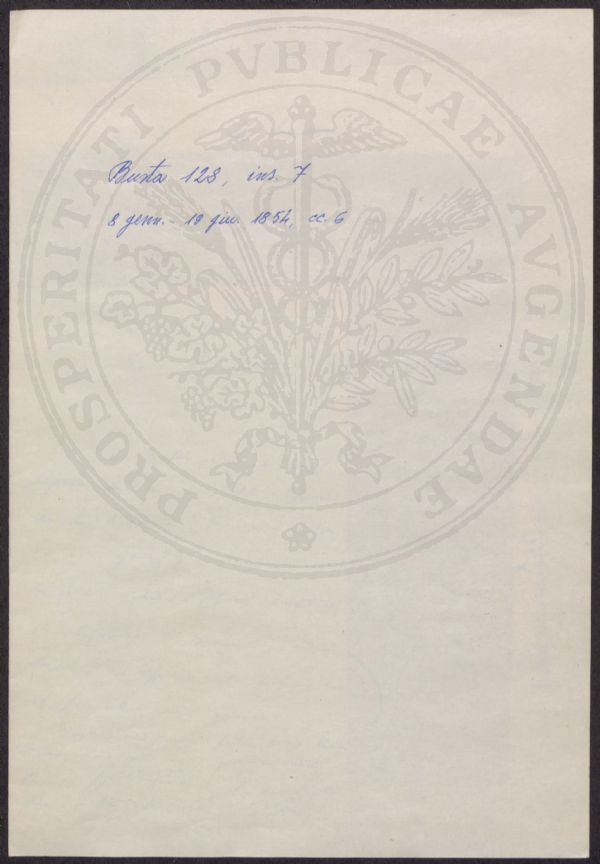 PROSPERITATI PVBLICAE AVGENDAE
Busta 128, ins. 7
8 genn. - 19 giu. 1854, cc. 6